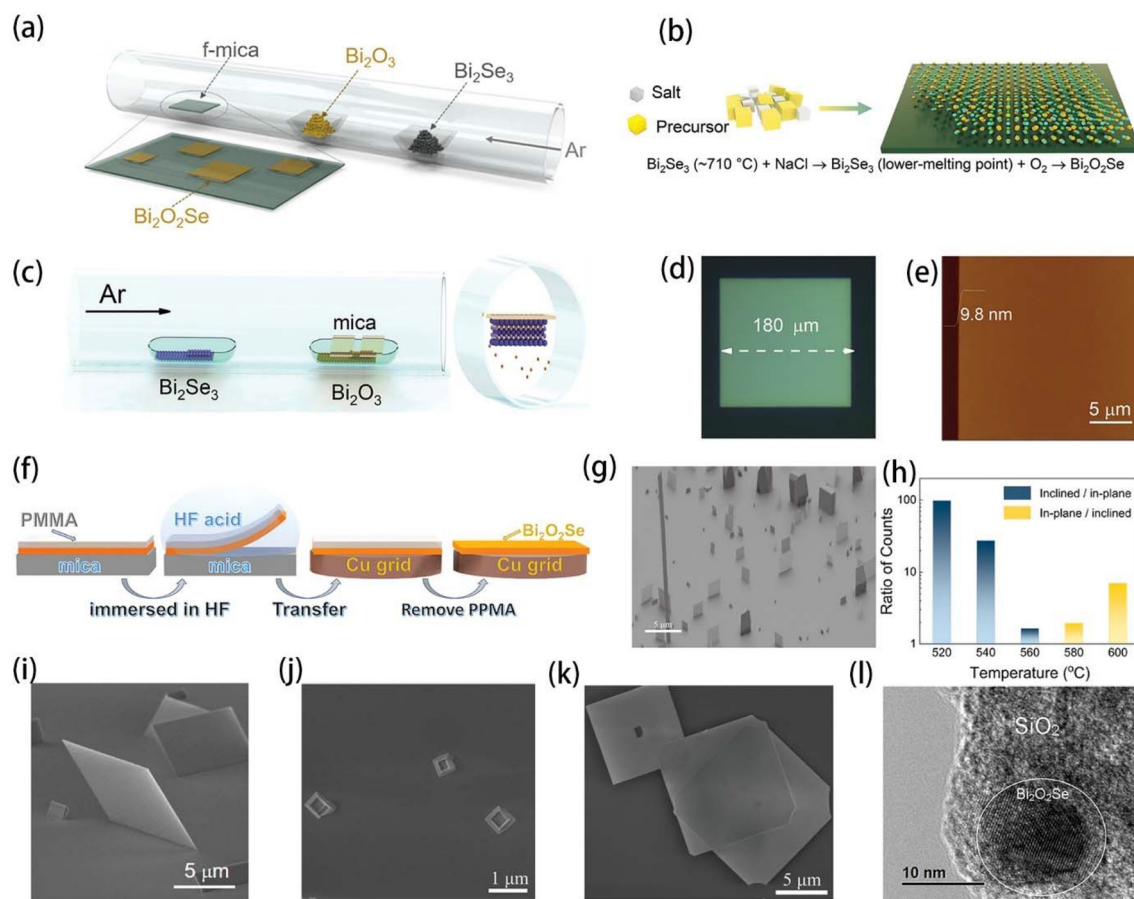 (a)
f-mica
Bi₂O₃
Bi₂Se₃
Ar
Bi₂O₂Se
(b)
Salt
Precursor
Bi₂Se₃ (~710 °C) + NaCl → Bi₂Se₃ (lower-melting point) + O₂ → Bi₂O₂Se
(c)
Ar
mica
Bi₂Se₃
Bi₂O₃
(d)
180 μm
(e)
9.8 nm
5 μm
(f)
PMMA
mica
HF acid
mica
Cu grid
Bi₂O₂Se
Cu grid
immersed in HF
Transfer
Remove PPMA
(g)
5 μm
(h)
Inclined / in-plane
In-plane / inclined
Ratio of Counts
100
10
1
520
540
560
580
600
Temperature (°C)
(i)
5 μm
(j)
1 μm
(k)
5 μm
(l)
SiO₂
Bi₂O₂Se
10 nm